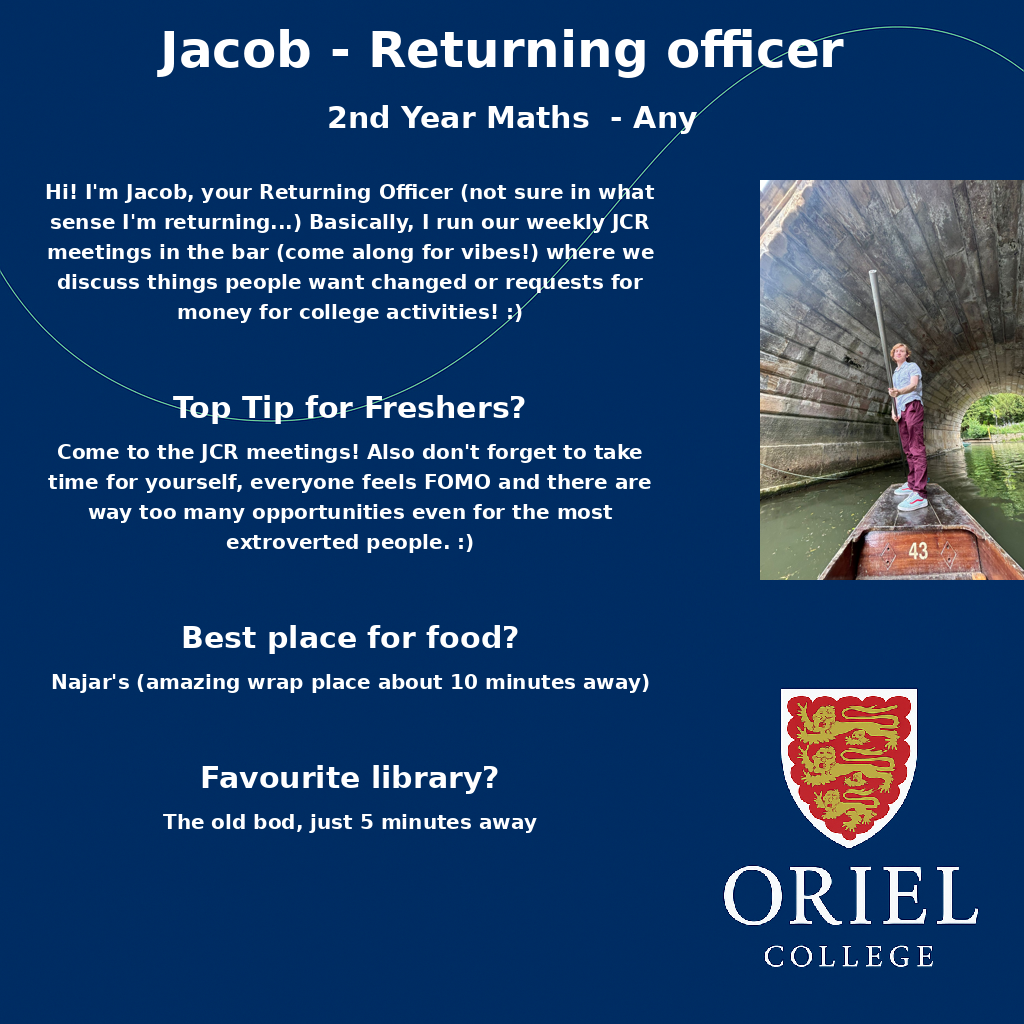 Jacob - Returning officer
2nd Year Maths  - Any
Hi! I'm Jacob, your Returning Officer (not sure in what
sense I'm returning...) Basically, I run our weekly JCR
meetings in the bar (come along for vibes!) where we
discuss things people want changed or requests for
money for college activities! :)
Top Tip for Freshers?
Come to the JCR meetings! Also don't forget to take
time for yourself, everyone feels FOMO and there are
way too many opportunities even for the most
extroverted people. :)
Best place for food?
Najar's (amazing wrap place about 10 minutes away)
Favourite library?
The old bod, just 5 minutes away
43
ORIEL
COLLEGE